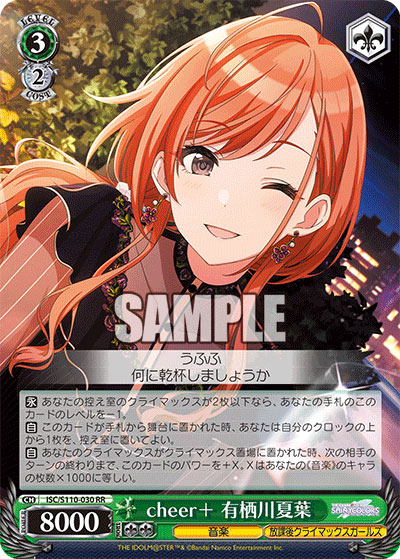 LEVEL
3
2
COST
SAMPLE
うふふ
何に乾杯しましょうか
永 あなたの控え室のクライマックスが2枚以下なら、あなたの手札のこの
カードのレベルを-1。
自 このカードが手札から舞台に置かれた時、あなたは自分のクロックの上
から1枚を、控え室に置いてよい。
自 あなたのクライマックスがクライマックス置場に置かれた時、次の相手の
ターンの終わりまで、このカードのパワーを+X。Xはあなたの《音楽》のキャラ
の枚数×1000に等しい。
CH ISC/S110-030 RR
8000
cheer＋ 有栖川夏葉
SHINYCOLORS
音楽
放課後クライマックスガールズ
THE IDOLM@STER™& ©Bandai Namco Entertainment Inc.